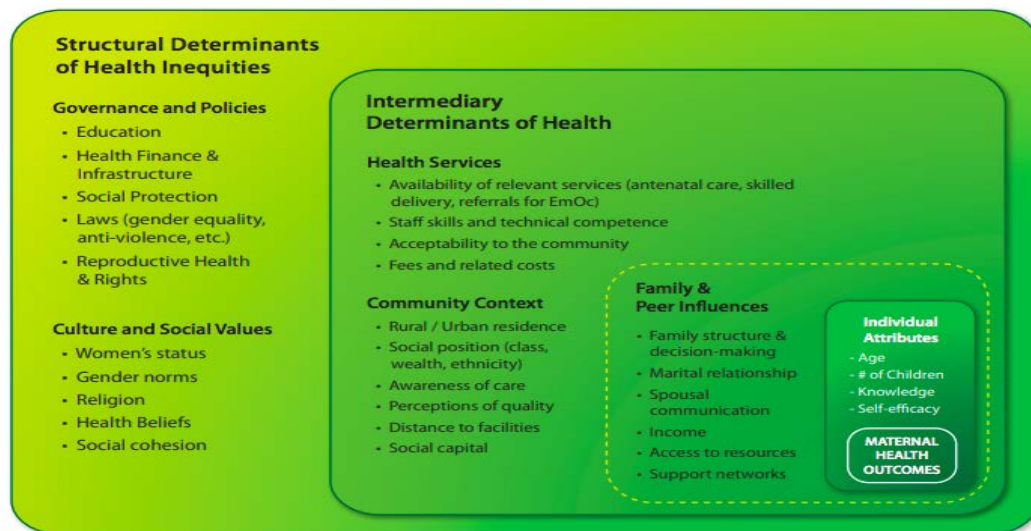 Structural Determinants
of Health Inequities
Governance and Policies
• Education
• Health Finance &
Infrastructure
• Social Protection
• Laws (gender equality,
anti-violence, etc.)
• Reproductive Health
& Rights
Culture and Social Values
• Women's status
• Gender norms
• Religion
• Health Beliefs
• Social cohesion
Intermediary
Determinants of Health
Health Services
• Availability of relevant services (antenatal care, skilled
delivery, referrals for EmOc)
• Staff skills and technical competence
• Acceptability to the community
• Fees and related costs
Community Context
• Rural / Urban residence
• Social position (class,
wealth, ethnicity)
• Awareness of care
• Perceptions of quality
• Distance to facilities
• Social capital
Family &
Peer Influences
• Family structure &
decision-making
• Marital relationship
• Spousal
communication
• Income
• Access to resources
• Support networks
Individual
Attributes
- Age
- # of Children
- Knowledge
- Self-efficacy
MATERNAL
HEALTH
OUTCOMES